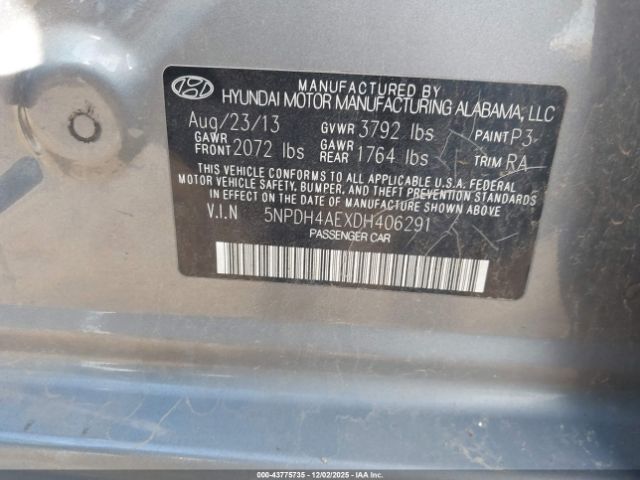 MANUFACTURED BY
HYUNDAI MOTOR MANUFACTURING ALABAMA, LLC
Aug/23/13 GVWR 3792 lbs PAINT P3
GAWR FRONT 2072 lbs GAWR REAR 1764 lbs TRIM RA
THIS VEHICLE CONFORMS TO ALL APPLICABLE U.S.A. FEDERAL
MOTOR VEHICLE SAFETY, BUMPER, AND THEFT PREVENTION STANDARDS
IN EFFECT ON THE DATE OF MANUFACTURE SHOWN ABOVE.
V.I.N 5NPDH4AEXDH406291
PASSENGER CAR
000-43775735 12/02/2025 - IAAI.COM